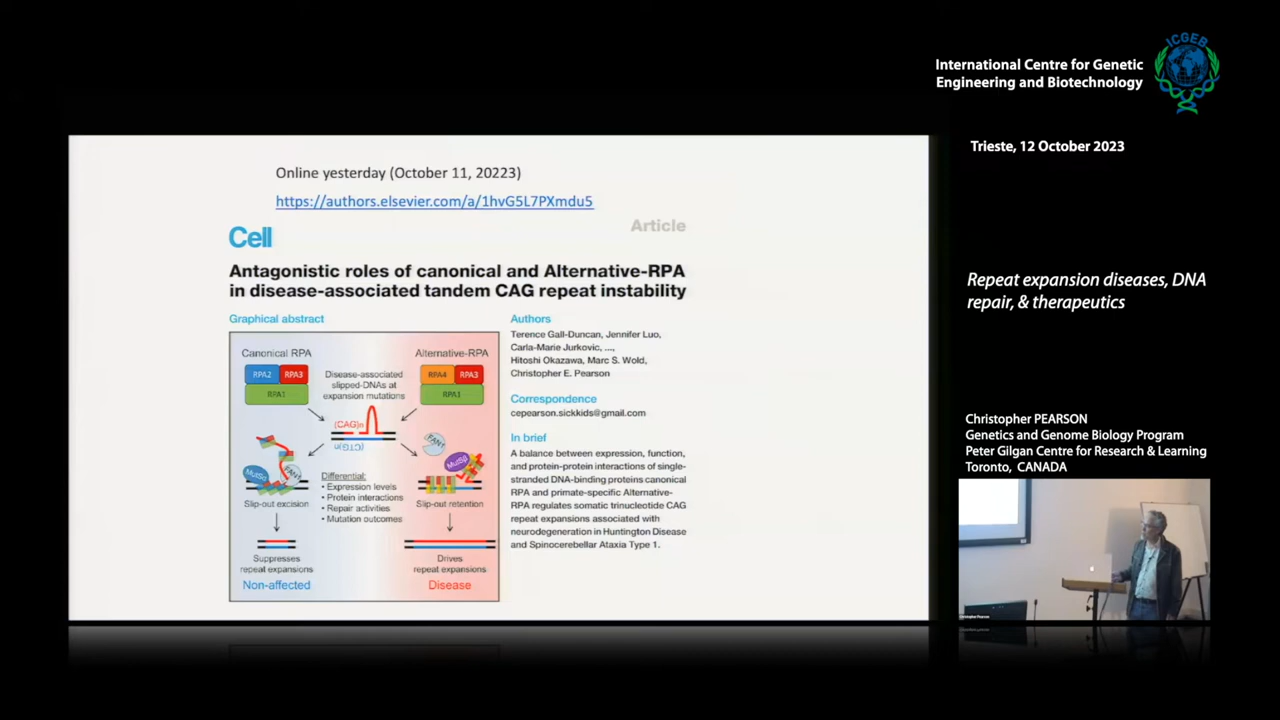 International Centre for Genetic
Engineering and Biotechnology
ICGEB
Trieste, 12 October 2023
Online yesterday (October 11, 20223)
https://authors.elsevier.com/a/1hvG5L7PXmdu5
Article
Cell
Antagonistic roles of canonical and Alternative-RPA
in disease-associated tandem CAG repeat instability
Graphical abstract
Canonical RPA
RPA2
RPA3
RPA1
Disease-associated
slipped-DNAs at
expansion mutations
Alternative-RPA
RPA4
RPA3
RPA1
(CAG)n
(CTG)n
MutSβ
FAN1
FAN1
MutSβ
Slip-out excision
Differential:
• Expression levels
• Protein interactions
• Repair activities
• Mutation outcomes
Slip-out retention
Suppresses
repeat expansions
Non-affected
Drives
repeat expansions
Disease
Authors
Terence Gall-Duncan, Jennifer Luo,
Carla-Marie Jurkovic, ...,
Hitoshi Okazawa, Marc S. Wold,
Christopher E. Pearson
Correspondence
cepearson.sickkids@gmail.com
In brief
A balance between expression, function,
and protein-protein interactions of single-
stranded DNA-binding proteins canonical
RPA and primate-specific Alternative-
RPA regulates somatic trinucleotide CAG
repeat expansions associated with
neurodegeneration in Huntington Disease
and Spinocerebellar Ataxia Type 1.
Repeat expansion diseases, DNA
repair, & therapeutics
Christopher PEARSON
Genetics and Genome Biology Program
Peter Gilgan Centre for Research & Learning
Toronto, CANADA
Christopher Pearson